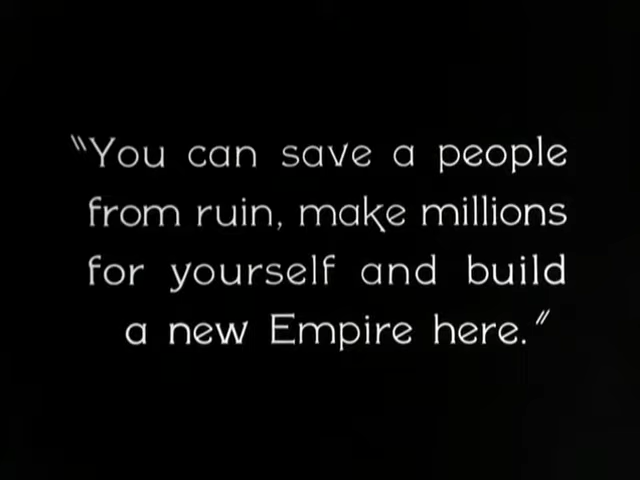 "You can save a people
from ruin, make millions
for yourself and build
a new Empire here."